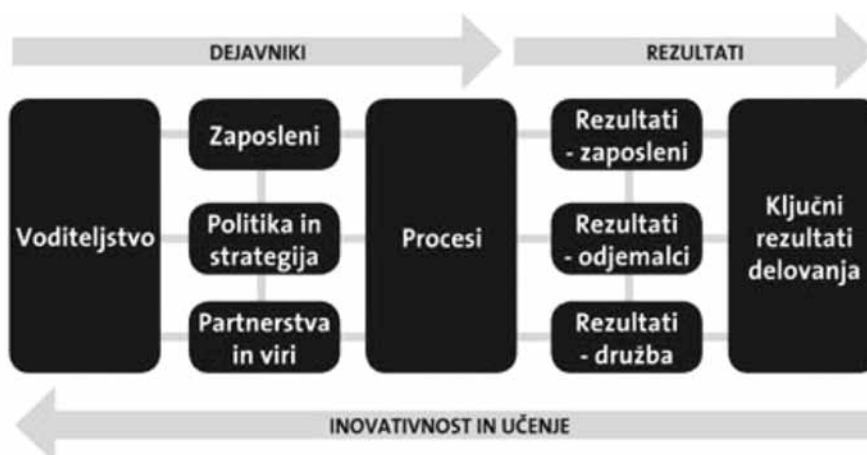 DEJAVNIKI
REZULTATI
Voditeljstvo
Zaposleni
Politika in
strategija
Partnerstva
in viri
Procesi
Rezultati
- zaposleni
Rezultati
- odjemalci
Rezultati
- družba
Ključni
rezultati
delovanja
INOVATIVNOST IN UČENJE